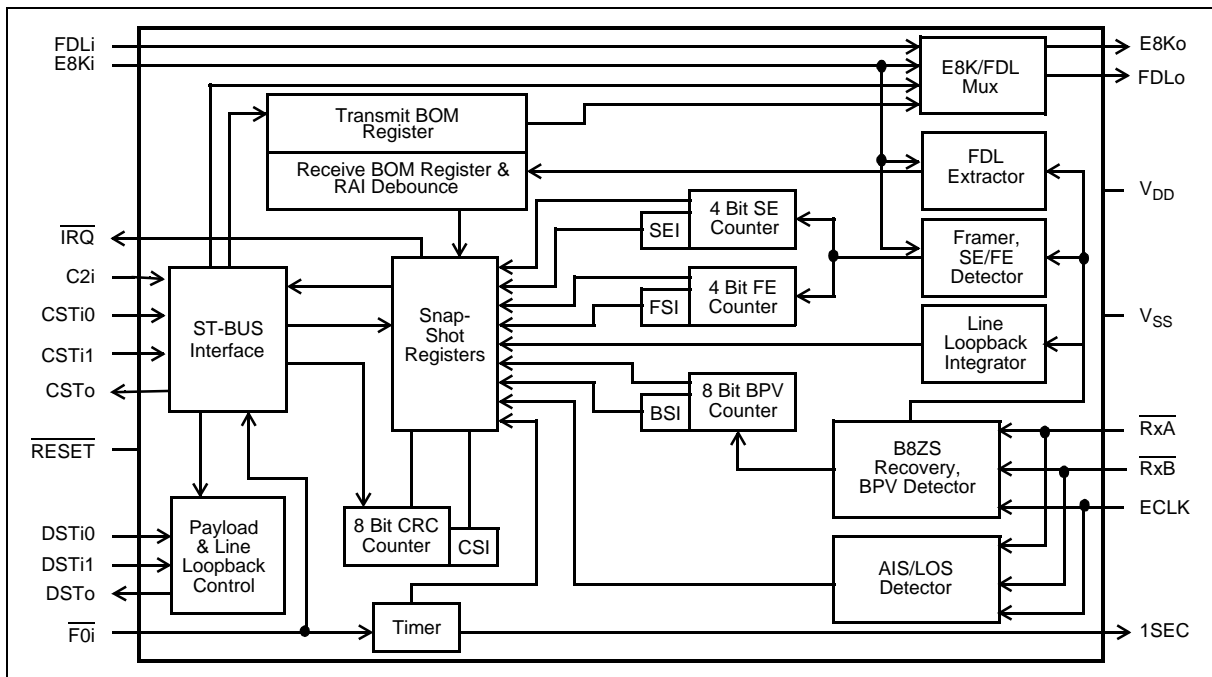 FDLi
E8Ki
E8K/FDL
Mux
E8Ko
FDLo
Transmit BOM
Register
Receive BOM Register &
RAI Debounce
FDL
Extractor
VDD
IRQ
SEI
4 Bit SE
Counter
Framer,
SE/FE
Detector
C2i
CSTi0
CSTi1
CSTo
ST-BUS
Interface
Snap-
Shot
Registers
FSI
4 Bit FE
Counter
VSS
Line
Loopback
Integrator
BSI
8 Bit BPV
Counter
RESET
B8ZS
Recovery,
BPV Detector
RxA
RxB
ECLK
DSTi0
DSTi1
DSTo
Payload
& Line
Loopback
Control
8 Bit CRC
Counter
CSI
AIS/LOS
Detector
F0i
Timer
1SEC